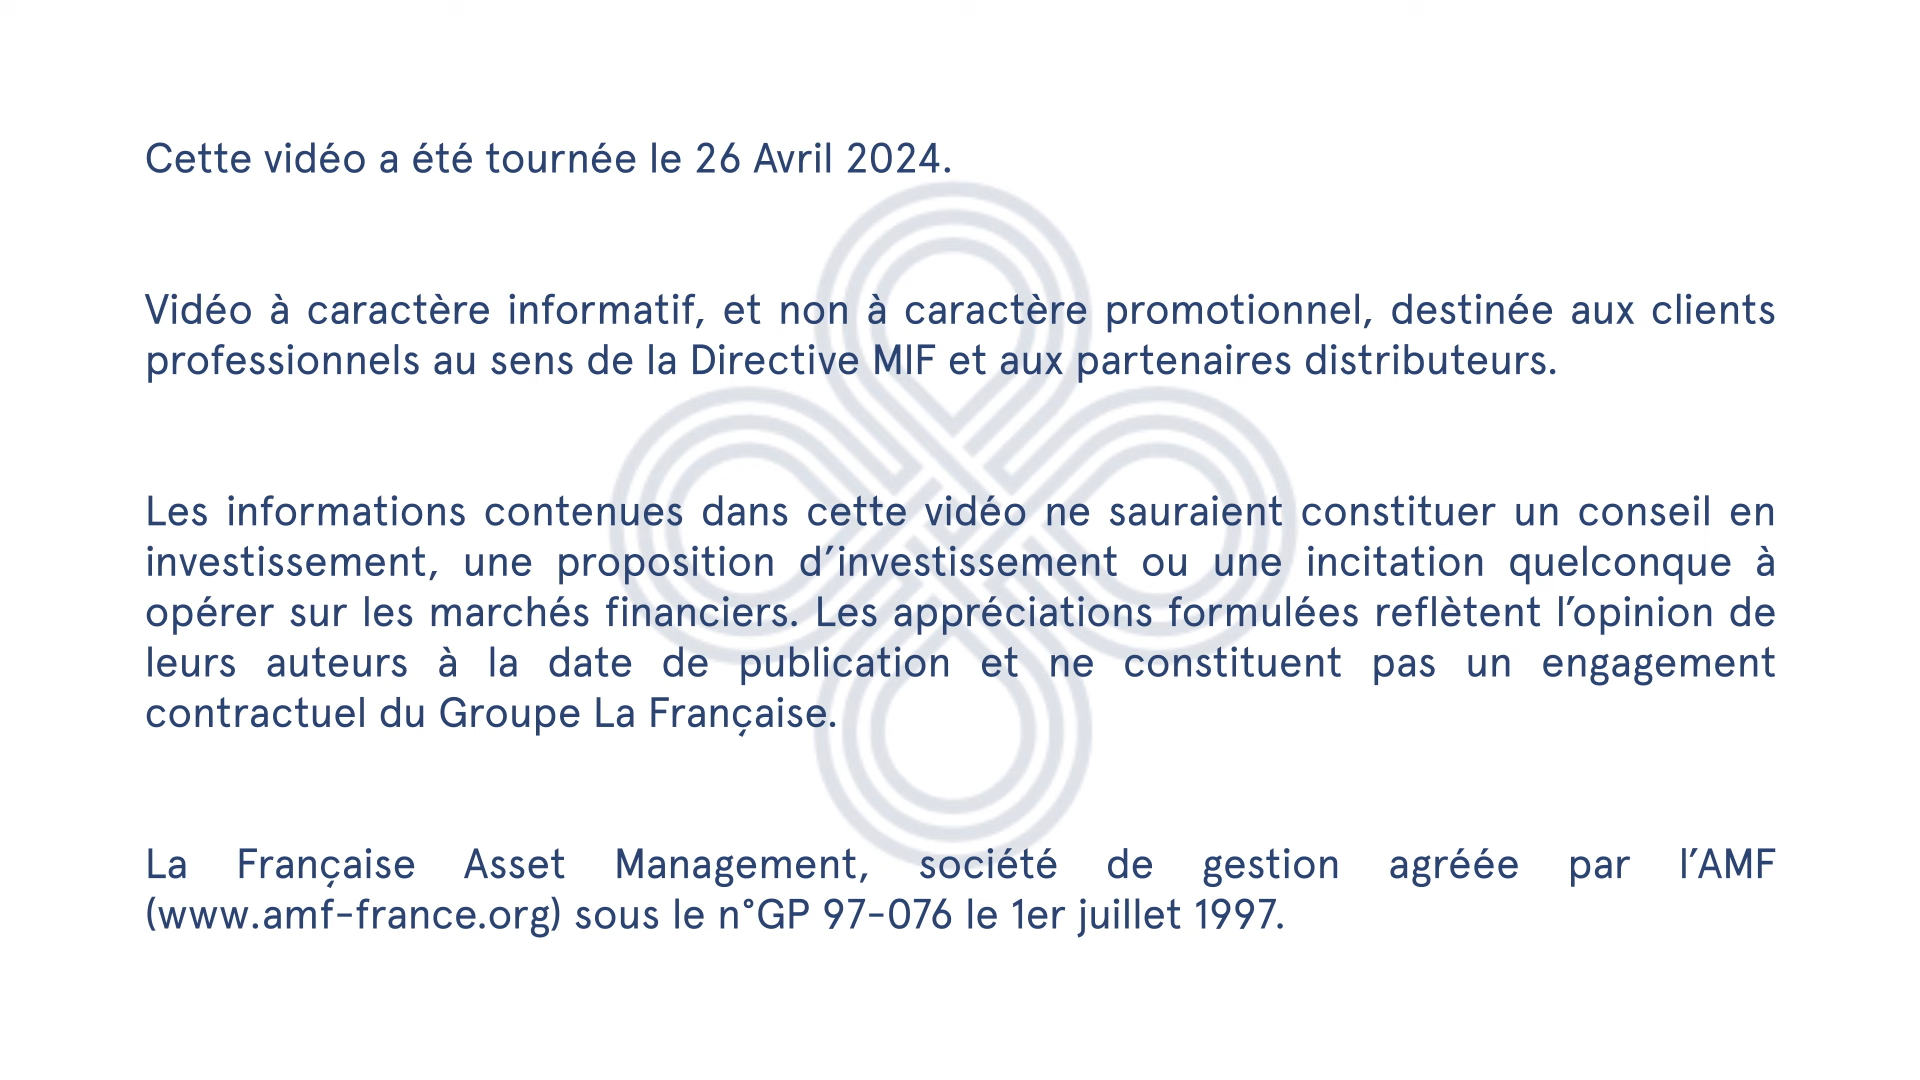 Cette vidéo a été tournée le 26 Avril 2024.
Vidéo à caractère informatif, et non à caractère promotionnel, destinée aux clients
professionnels au sens de la Directive MIF et aux partenaires distributeurs.
Les informations contenues dans cette vidéo ne sauraient constituer un conseil en
investissement, une proposition d’investissement ou une incitation quelconque à
opérer sur les marchés financiers. Les appréciations formulées reflètent l’opinion de
leurs auteurs à la date de publication et ne constituent pas un engagement
contractuel du Groupe La Française.
La Française Asset Management, société de gestion agréée par l’AMF
(www.amf-france.org) sous le n°GP 97-076 le 1er juillet 1997.